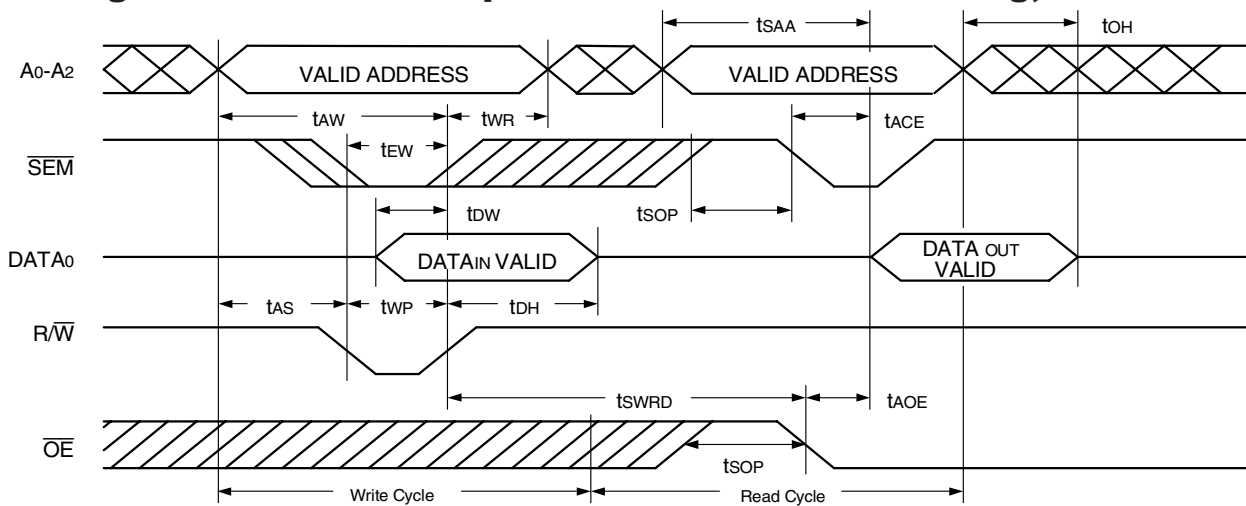 tSAA
tOH
A0-A2
VALID ADDRESS
VALID ADDRESS
tAW
tWR
tACE
tEW
SEM
tDW
tSOP
DATA0
DATAIN VALID
DATA OUT
VALID
tAS
tWP
tDH
R/W
tSWRD
tAOE
OE
tSOP
Write Cycle
Read Cycle